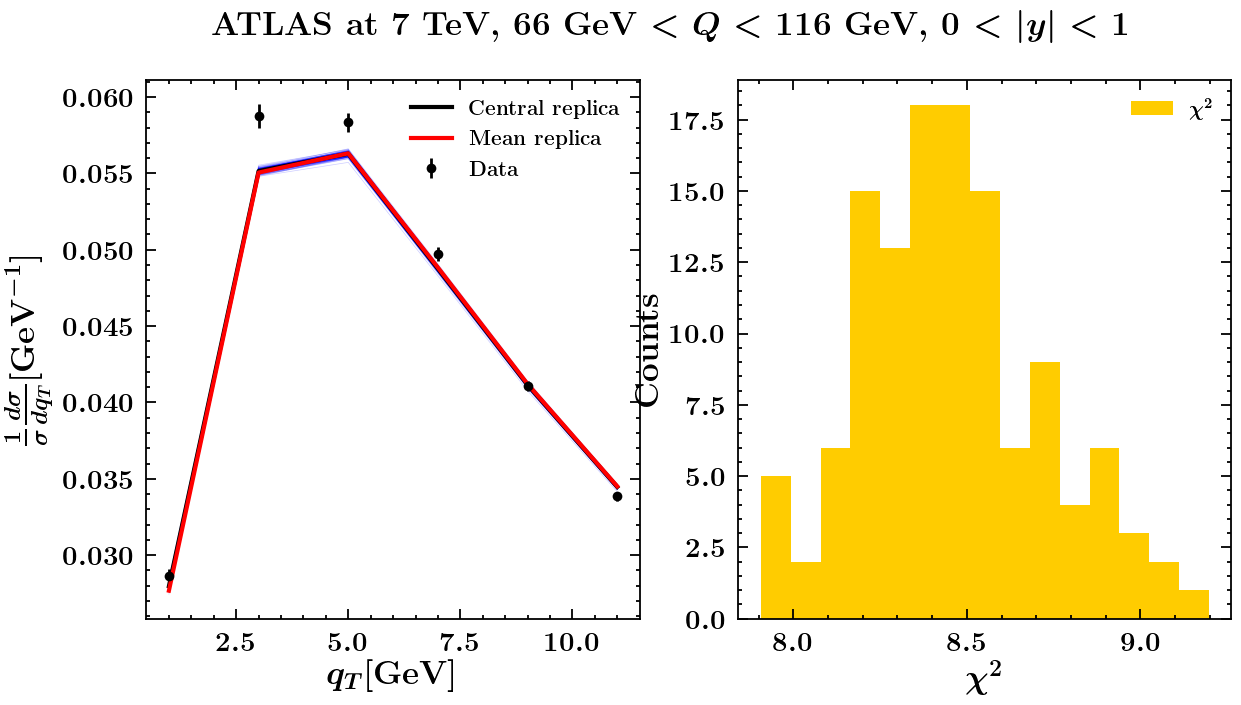 ATLAS at 7 TeV, 66 GeV < Q < 116 GeV, 0 < |y| < 1
0.060
0.055
0.050
0.045
0.040
0.035
0.030
1/σ dσ/dq_T [GeV⁻¹]
Central replica
Mean replica
Data
2.5 5.0 7.5 10.0
q_T[GeV]
17.5
15.0
12.5
10.0
7.5
5.0
2.5
0.0
Counts
χ²
8.0 8.5 9.0
χ²